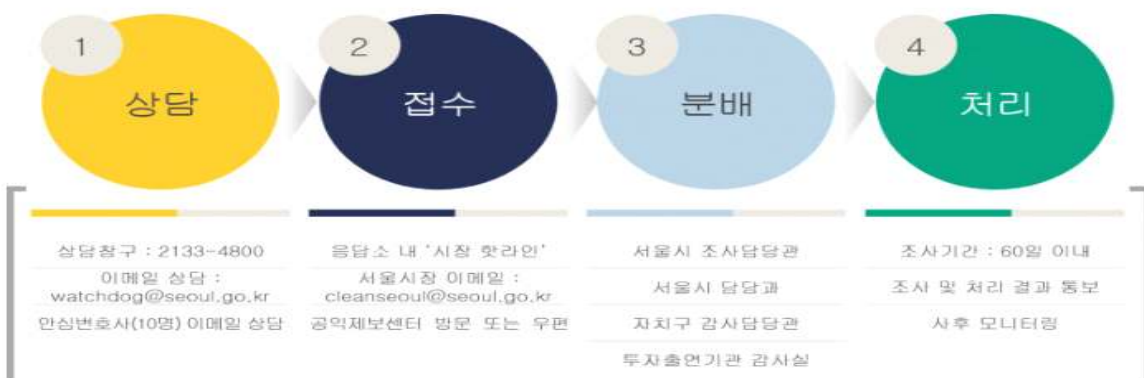 1
상담
2
접수
3
분배
4
처리
상담창구 : 2133-4800
이메일 상담 :
watchdog@seoul.go.kr
안심변호사(10명) 이메일 상담
응답소 내 '시장 핫라인'
서울시장 이메일 :
cleanseoul@seoul.go.kr
공익제보센터 방문 또는 우편
서울시 조사담당관
서울시 담당과
자치구 감사담당관
투자출연기관 감사실
조사기간 : 60일 이내
조사 및 처리 결과 통보
사후 모니터링